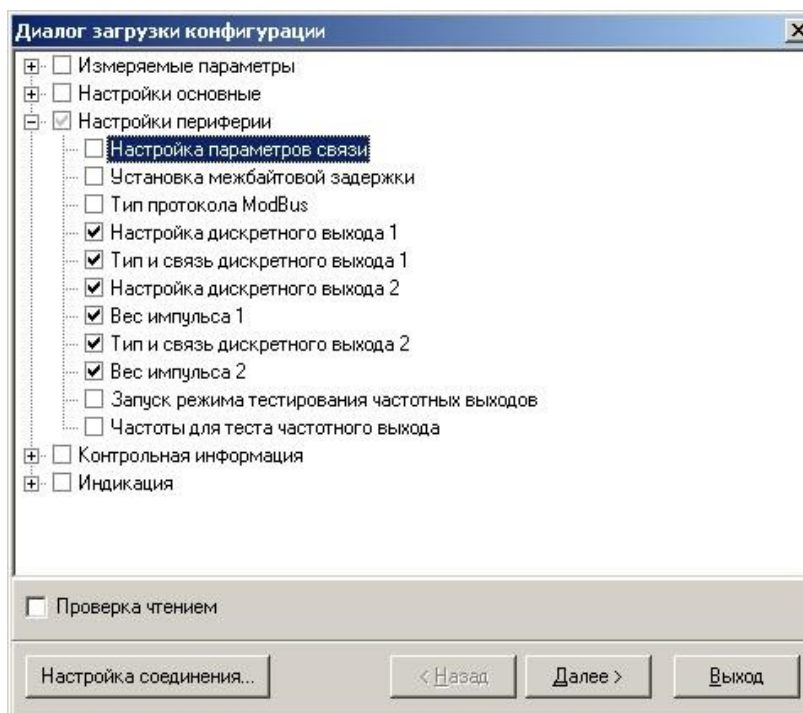 Диалог загрузки конфигурации
Измеряемые параметры
Настройки основные
Настройки периферии
Настройка параметров связи
Установка межбайтовой задержки
Тип протокола ModBus
Настройка дискретного выхода 1
Тип и связь дискретного выхода 1
Настройка дискретного выхода 2
Вес импульса 1
Тип и связь дискретного выхода 2
Вес импульса 2
Запуск режима тестирования частотных выходов
Частоты для теста частотного выхода
Контрольная информация
Индикация
Проверка чтением
Настройка соединения... < Назад Далее > Выход